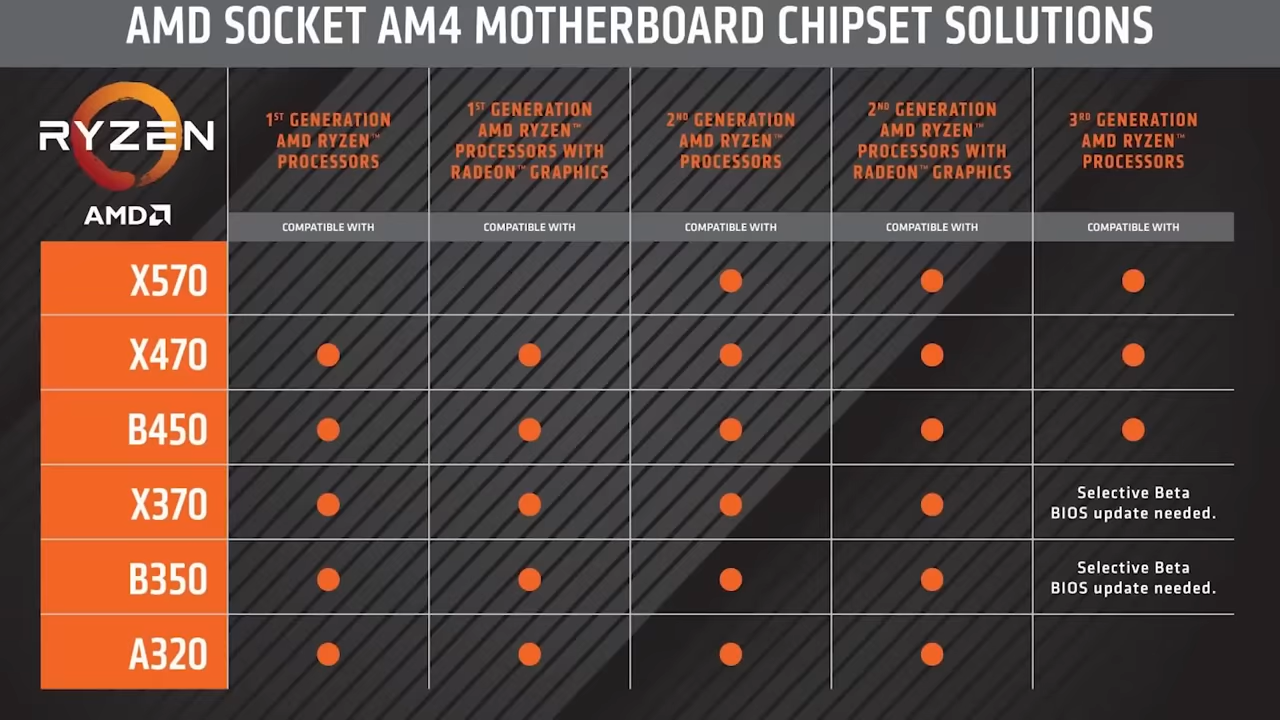 AMD SOCKET AM4 MOTHERBOARD CHIPSET SOLUTIONS
RYZEN
AMD
1ST GENERATION
AMD RYZEN™
PROCESSORS
1ST GENERATION
AMD RYZEN™
PROCESSORS WITH
RADEON™ GRAPHICS
2ND GENERATION
AMD RYZEN™
PROCESSORS
2ND GENERATION
AMD RYZEN™
PROCESSORS WITH
RADEON™ GRAPHICS
3RD GENERATION
AMD RYZEN™
PROCESSORS
COMPATIBLE WITH
COMPATIBLE WITH
COMPATIBLE WITH
COMPATIBLE WITH
COMPATIBLE WITH
X570
X470
B450
X370
Selective Beta
BIOS update needed.
B350
Selective Beta
BIOS update needed.
A320